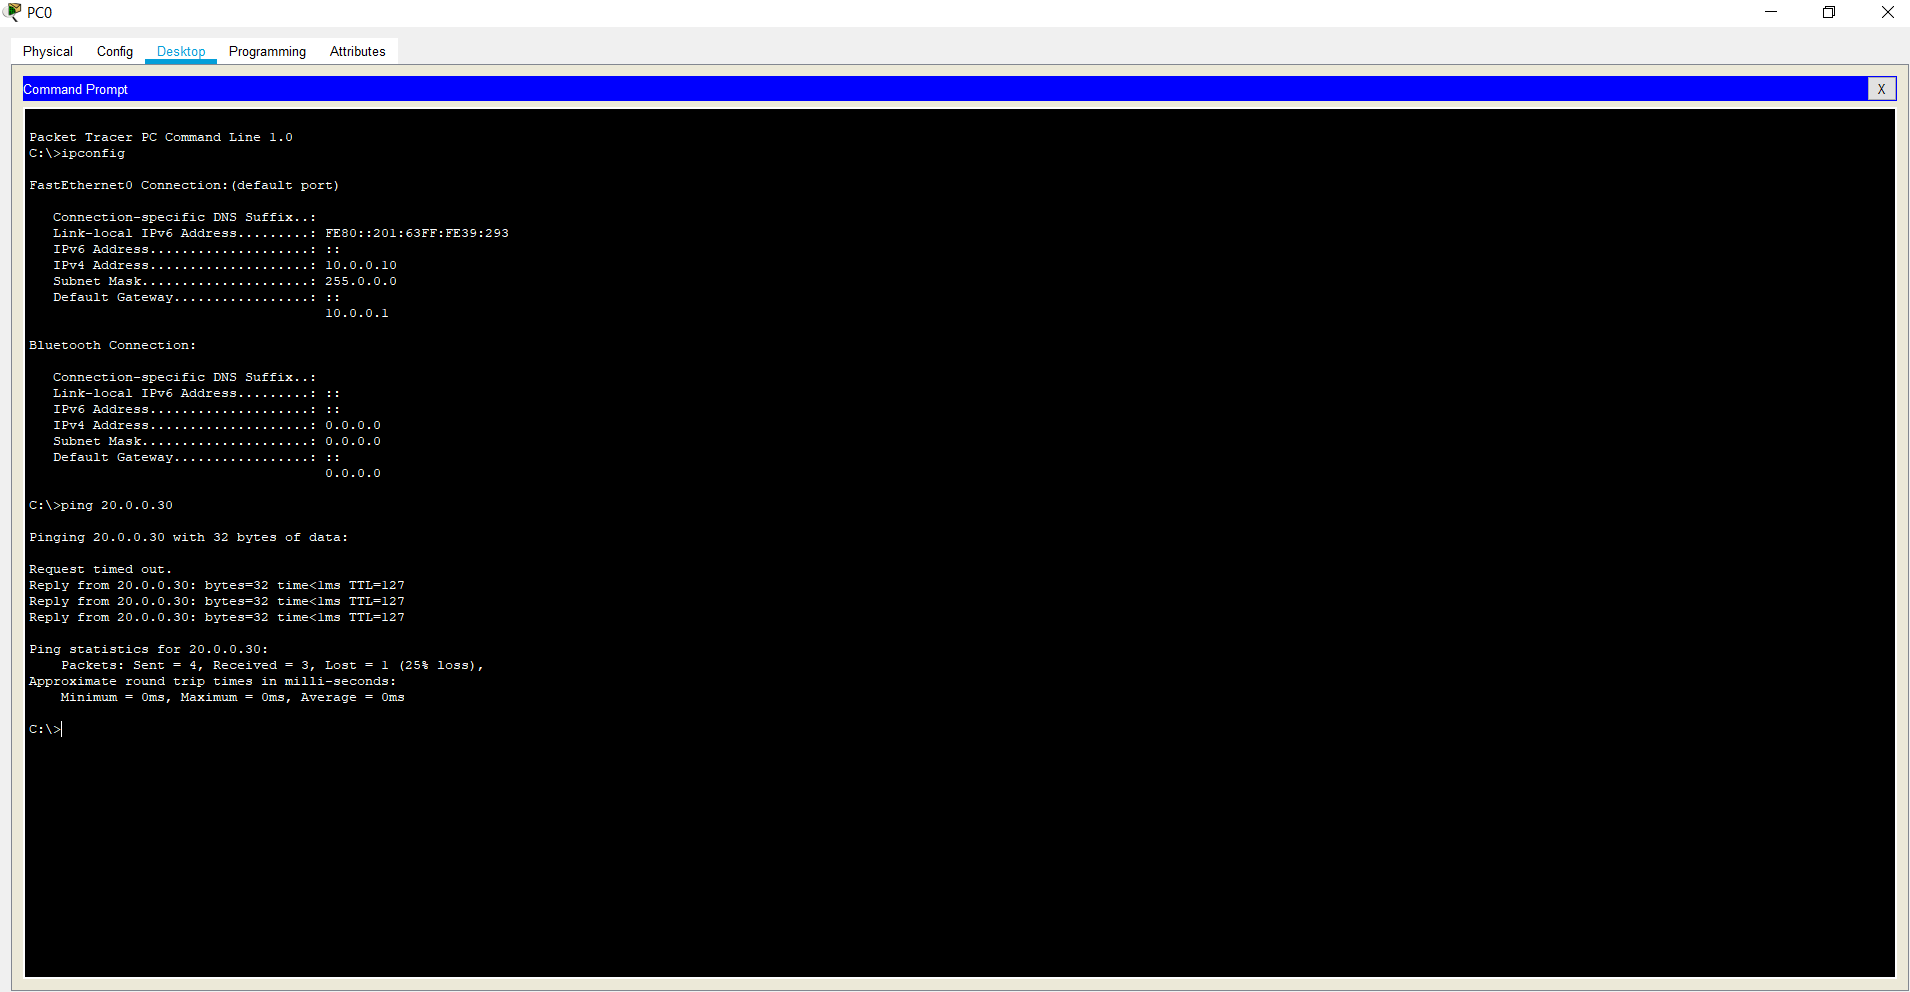 PC0
Physical Config Desktop Programming Attributes
Command Prompt X
Packet Tracer PC Command Line 1.0
C:\>ipconfig
FastEthernet0 Connection:(default port)
Connection-specific DNS Suffix..:
Link-local IPv6 Address.........: FE80::201:63FF:FE39:293
IPv6 Address....................: ::
IPv4 Address....................: 10.0.0.10
Subnet Mask.....................: 255.0.0.0
Default Gateway.................: ::
10.0.0.1
Bluetooth Connection:
Connection-specific DNS Suffix..:
Link-local IPv6 Address.........: ::
IPv6 Address....................: ::
IPv4 Address....................: 0.0.0.0
Subnet Mask.....................: 0.0.0.0
Default Gateway.................: ::
0.0.0.0
C:\>ping 20.0.0.30
Pinging 20.0.0.30 with 32 bytes of data:
Request timed out.
Reply from 20.0.0.30: bytes=32 time<1ms TTL=127
Reply from 20.0.0.30: bytes=32 time<1ms TTL=127
Reply from 20.0.0.30: bytes=32 time<1ms TTL=127
Ping statistics for 20.0.0.30:
Packets: Sent = 4, Received = 3, Lost = 1 (25% loss),
Approximate round trip times in milli-seconds:
Minimum = 0ms, Maximum = 0ms, Average = 0ms
C:\>